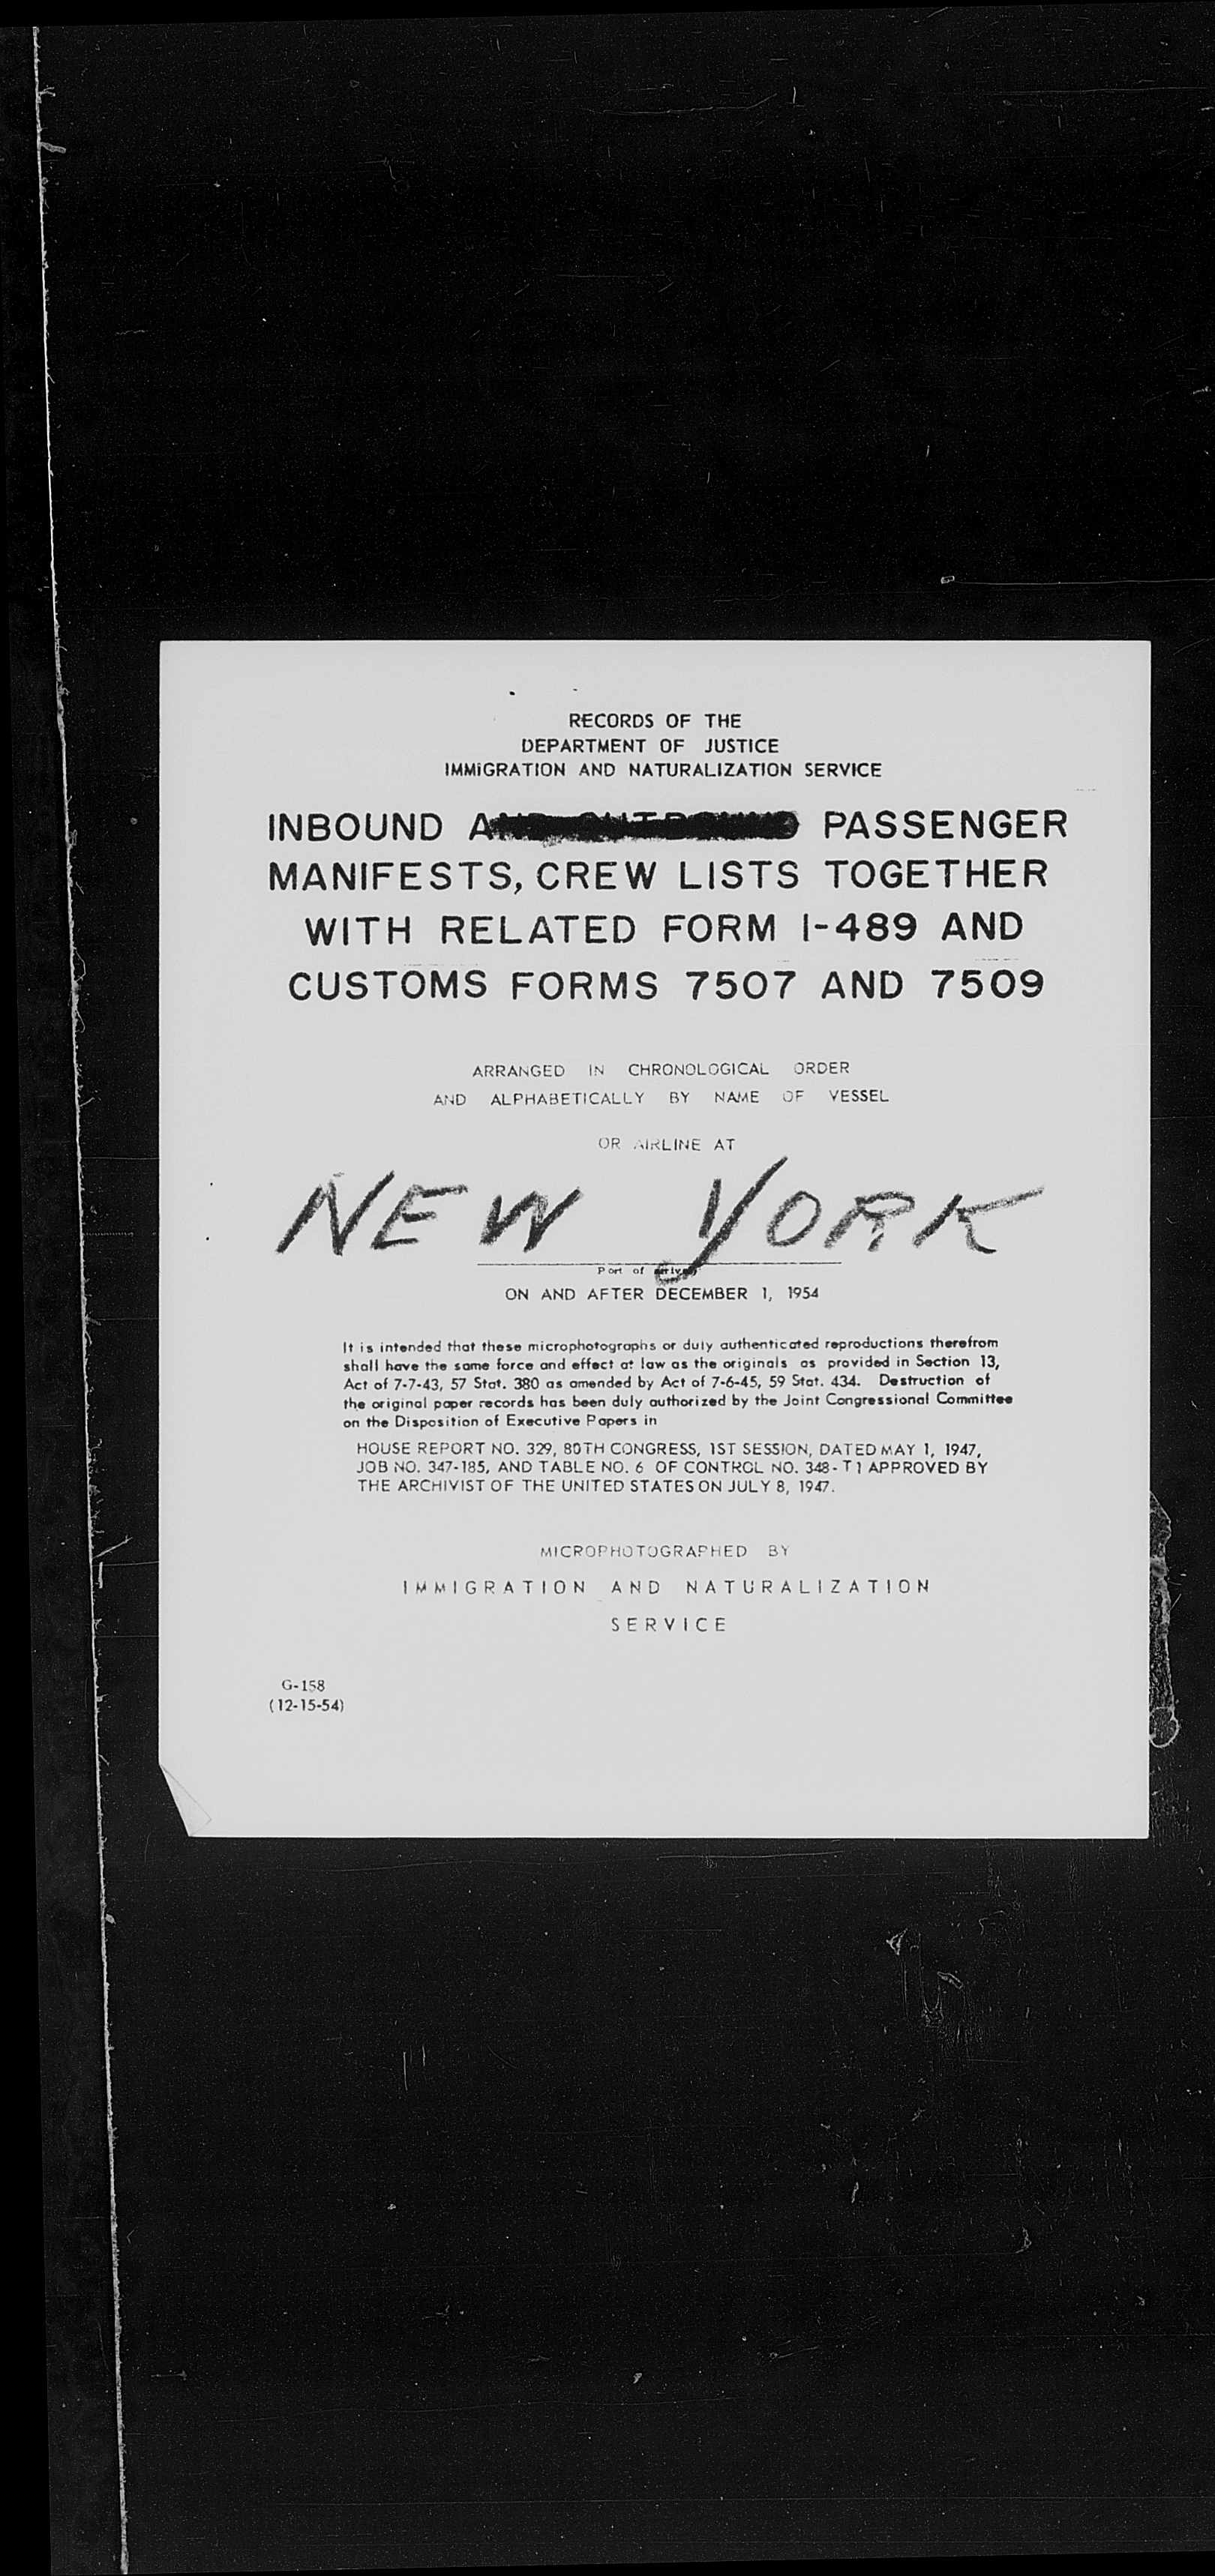 RECORDS OF THE
DEPARTMENT OF JUSTICE
IMMIGRATION AND NATURALIZATION SERVICE
INBOUND AND OUTBOUND PASSENGER
MANIFESTS, CREW LISTS TOGETHER
WITH RELATED FORM I-489 AND
CUSTOMS FORMS 7507 AND 7509
ARRANGED IN CHRONOLOGICAL ORDER
AND ALPHABETICALLY BY NAME OF VESSEL
OR AIRLINE AT
NEW YORK
Port of arrival
ON AND AFTER DECEMBER 1, 1954
It is intended that these microphotographs or duly authenticated reproductions therefrom
shall have the same force and effect at law as the originals as provided in Section 13,
Act of 7-7-43, 57 Stat. 380 as amended by Act of 7-6-45, 59 Stat. 434. Destruction of
the original paper records has been duly authorized by the Joint Congressional Committee
on the Disposition of Executive Papers in
HOUSE REPORT NO. 329, 80TH CONGRESS, 1ST SESSION, DATED MAY 1, 1947,
JOB NO. 347-185, AND TABLE NO. 6 OF CONTROL NO. 348-T1 APPROVED BY
THE ARCHIVIST OF THE UNITED STATES ON JULY 8, 1947.
MICROPHOTOGRAPHED BY
IMMIGRATION AND NATURALIZATION
SERVICE
G-158
(12-15-54)